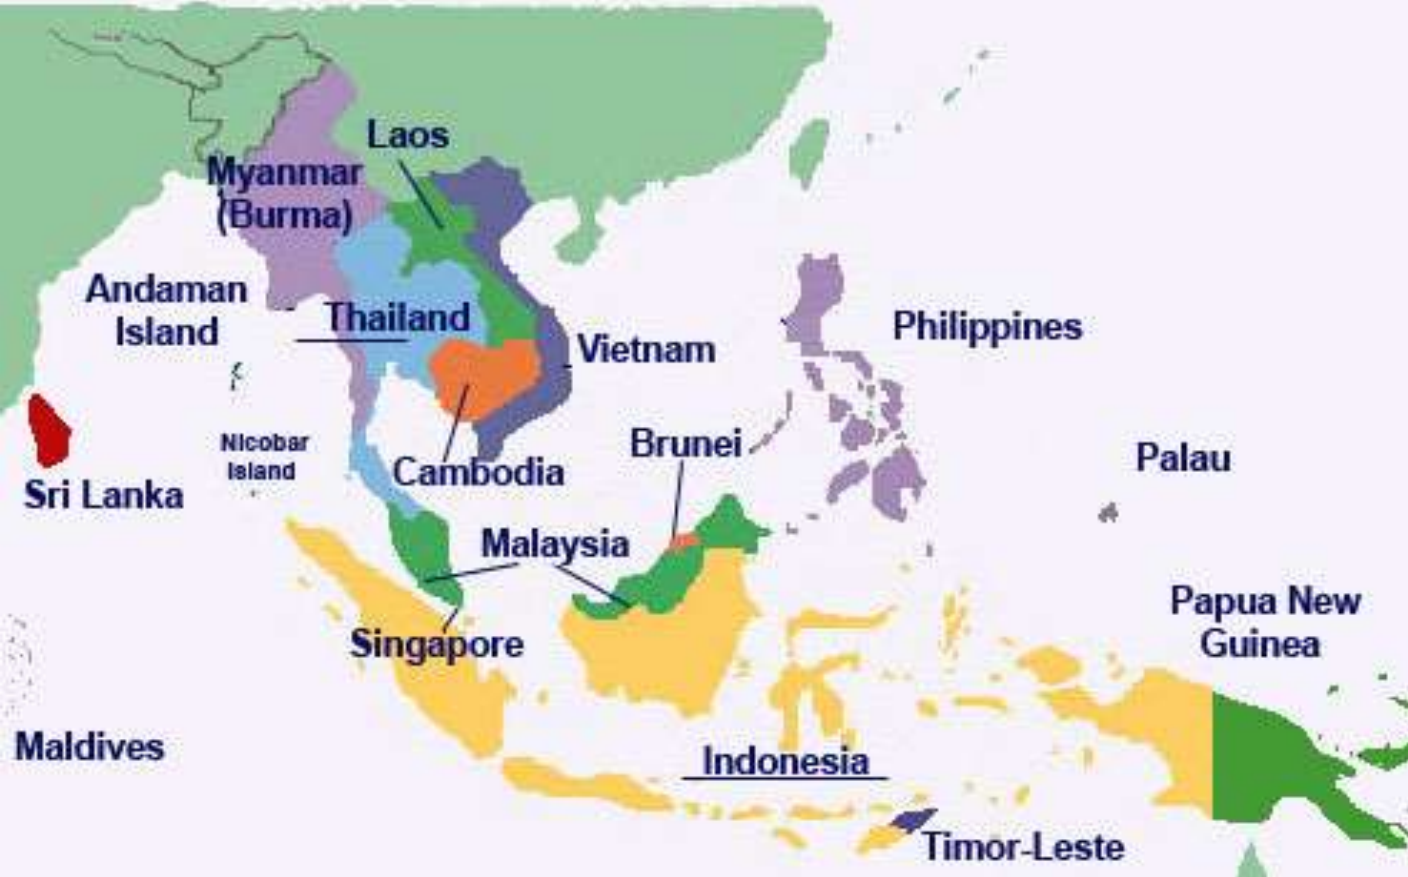 Laos
Myanmar
(Burma)
Andaman
Island
Thailand
Philippines
Vietnam
Nicobar
Island
Brunei
Palau
Cambodia
Sri Lanka
Malaysia
Papua New
Guinea
Singapore
Maldives
Indonesia
Timor-Leste